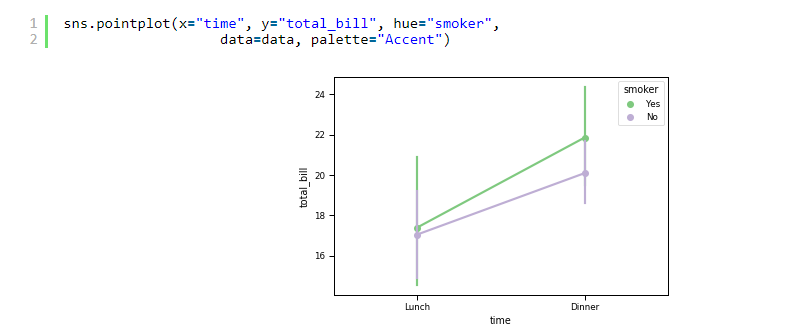 1 sns.pointplot(x="time", y="total_bill", hue="smoker",
2 data=data, palette="Accent")
smoker
Yes
No
24
22
20
18
16
total_bill
Lunch Dinner
time